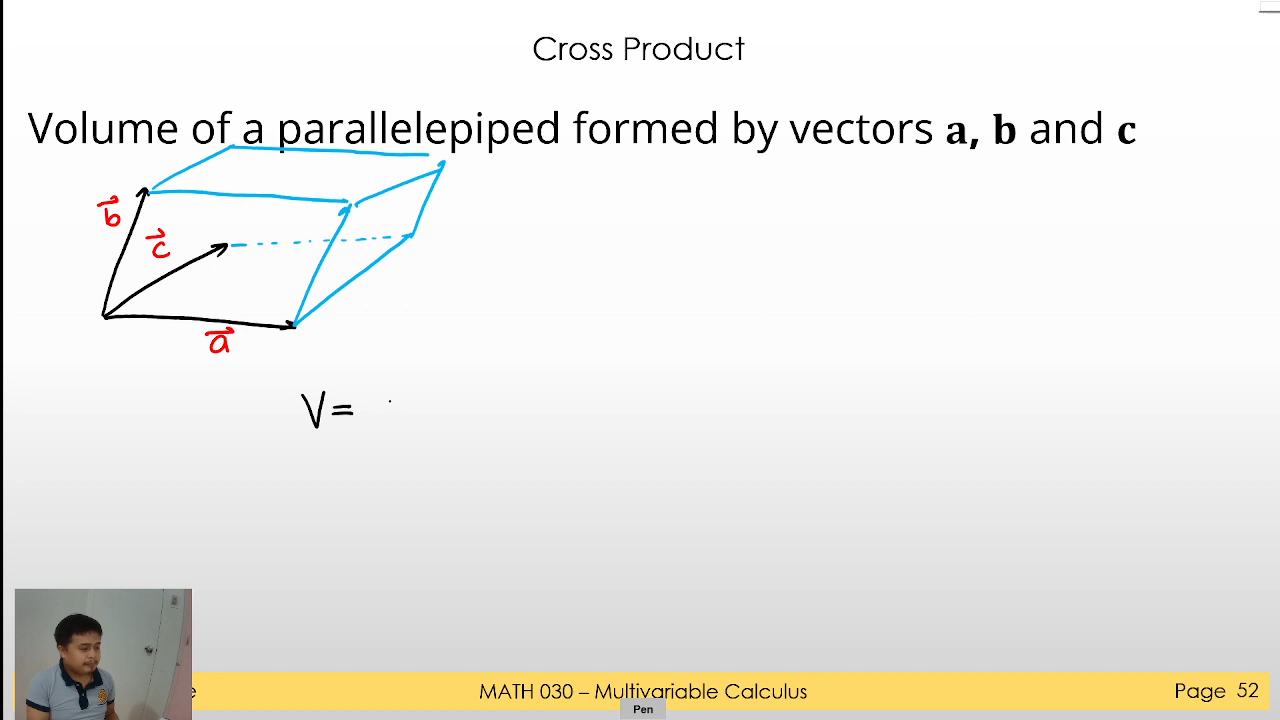 Cross Product
Volume of a parallelepiped formed by vectors a, b and c
b⃗
c⃗
a⃗
V =
e
MATH 030 – Multivariable Calculus
Page 52
Pen